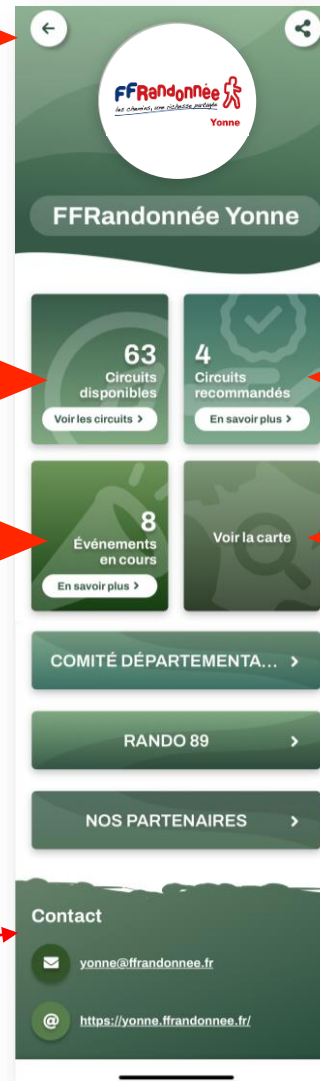 FFRandonnée
les chemins, une richesse partagée
Yonne
FFRandonnée Yonne
63
Circuits
disponibles
Voir les circuits >
4
Circuits
recommandés
En savoir plus >
8
Événements
en cours
En savoir plus >
Voir la carte
COMITÉ DÉPARTEMENTA... >
RANDO 89 >
NOS PARTENAIRES >
Contact
yonne@ffrandonnee.fr
@ https://yonne.ffrandonnee.fr/